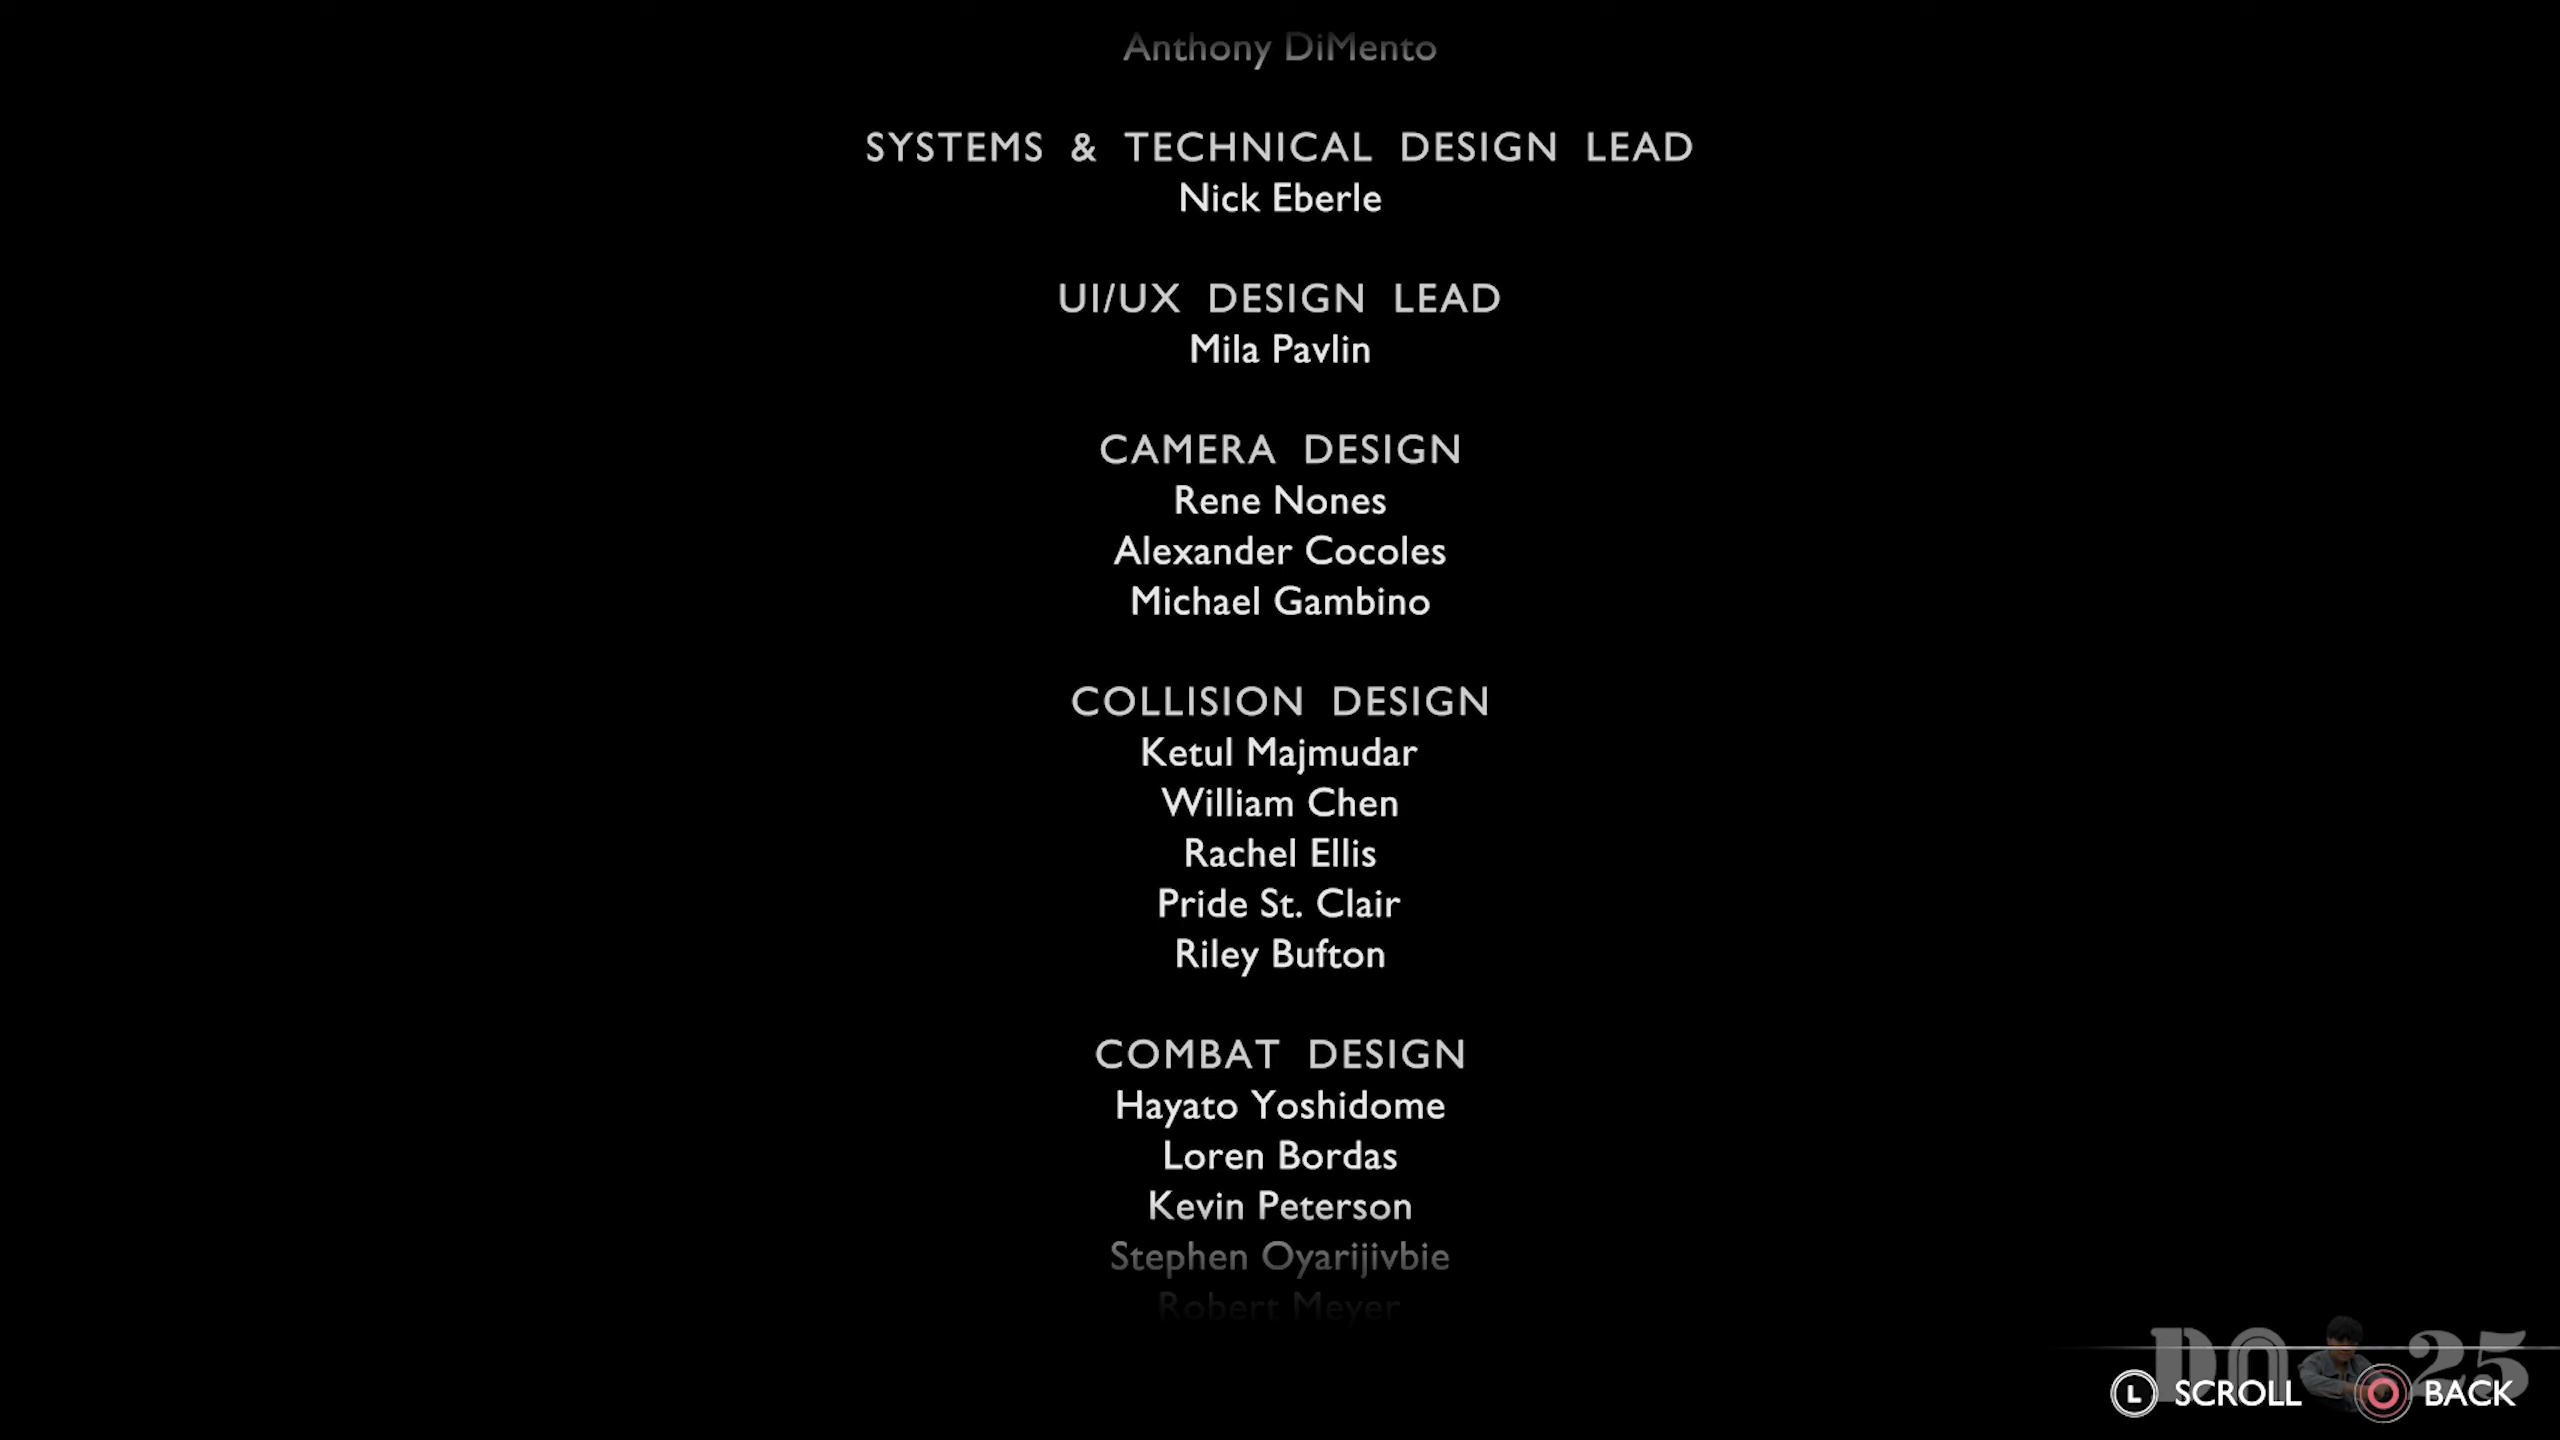 Anthony DiMento
SYSTEMS & TECHNICAL DESIGN LEAD
Nick Eberle
UI/UX DESIGN LEAD
Mila Pavlin
CAMERA DESIGN
Rene Nones
Alexander Cocoles
Michael Gambino
COLLISION DESIGN
Ketul Majmudar
William Chen
Rachel Ellis
Pride St. Clair
Riley Bufton
COMBAT DESIGN
Hayato Yoshidome
Loren Bordas
Kevin Peterson
Stephen Oyarijivbie
Robert Meyer
L SCROLL BACK